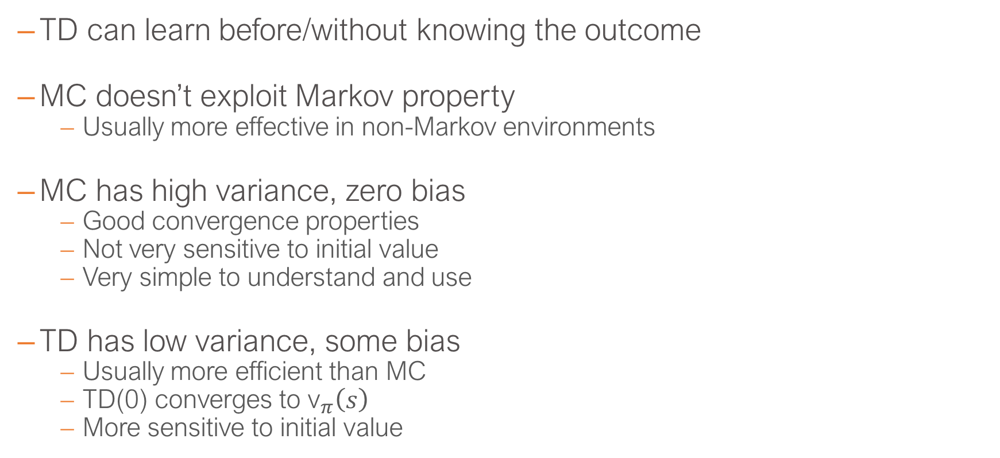 – TD can learn before/without knowing the outcome
– MC doesn’t exploit Markov property
– Usually more effective in non-Markov environments
– MC has high variance, zero bias
– Good convergence properties
– Not very sensitive to initial value
– Very simple to understand and use
– TD has low variance, some bias
– Usually more efficient than MC
– TD(0) converges to v_π(s)
– More sensitive to initial value